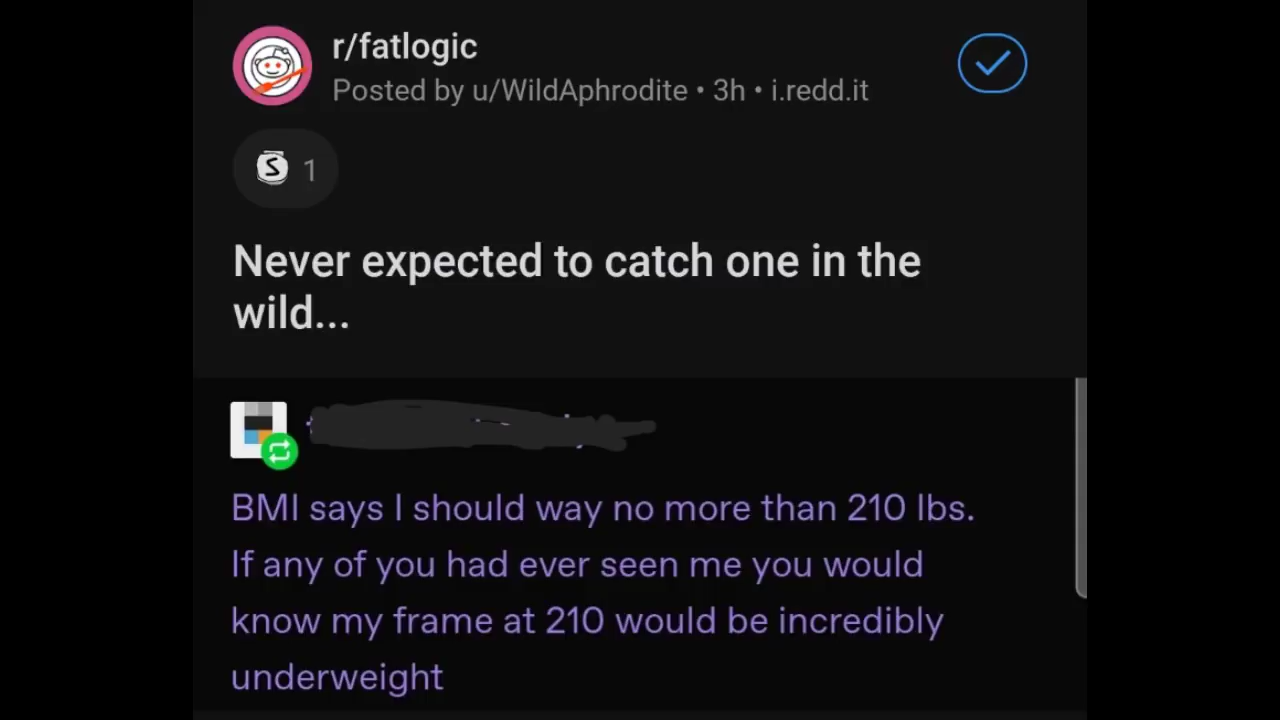 r/fatlogic
Posted by u/WildAphrodite • 3h • i.redd.it
S 1
Never expected to catch one in the
wild...
BMI says I should way no more than 210 lbs.
If any of you had ever seen me you would
know my frame at 210 would be incredibly
underweight